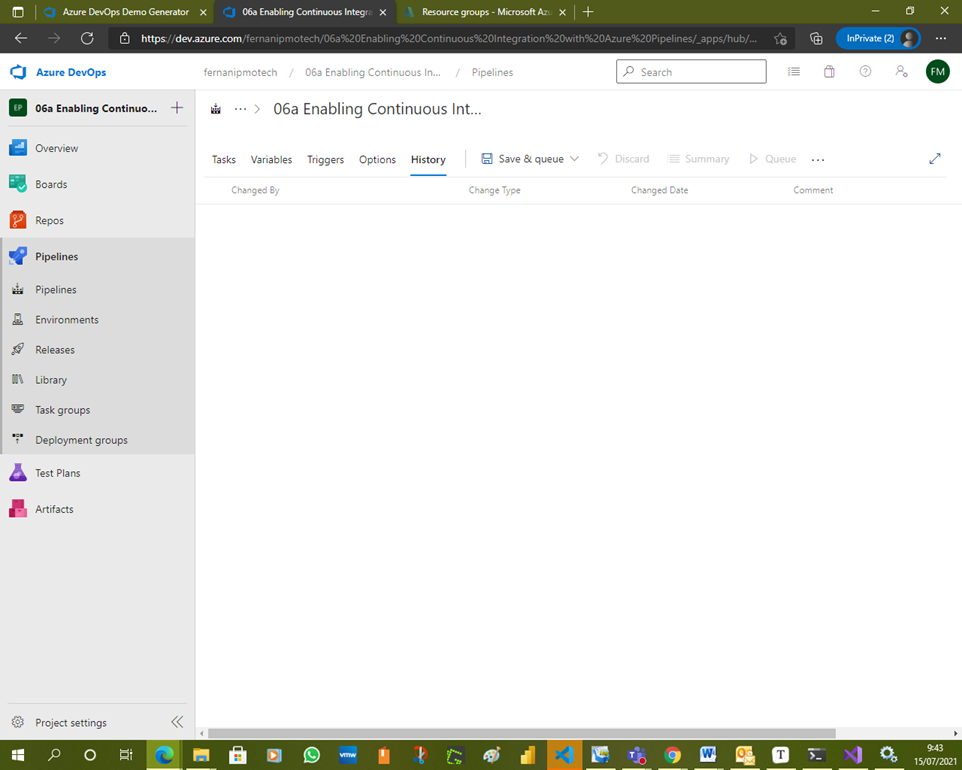 Azure DevOps Demo Generator
06a Enabling Continuous Integra
Resource groups - Microsoft Az
https://dev.azure.com/fernanipmotech/06a%20Enabling%20Continuous%20Integration%20with%20Azure%20Pipelines/_apps/hub/...
InPrivate (2)
Azure DevOps
fernanipmotech / 06a Enabling Continuous In... / Pipelines
Search
FM
EP
06a Enabling Continuo...
06a Enabling Continuous Int...
Overview
Boards
Repos
Pipelines
Pipelines
Environments
Releases
Library
Task groups
Deployment groups
Test Plans
Artifacts
Project settings
Tasks Variables Triggers Options History Save & queue Discard Summary Queue ...
Changed By Change Type Changed Date Comment
vmw
T
9:43
15/07/2021